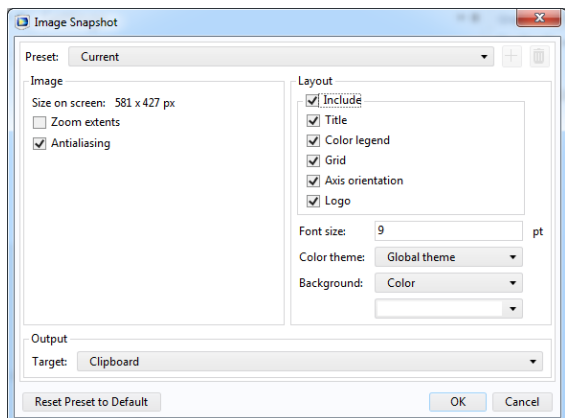 Image Snapshot
Preset: Current
Image
Size on screen: 581 x 427 px
Zoom extents
Antialiasing
Layout
Include
Title
Color legend
Grid
Axis orientation
Logo
Font size: 9 pt
Color theme: Global theme
Background: Color
Output
Target: Clipboard
Reset Preset to Default
OK Cancel